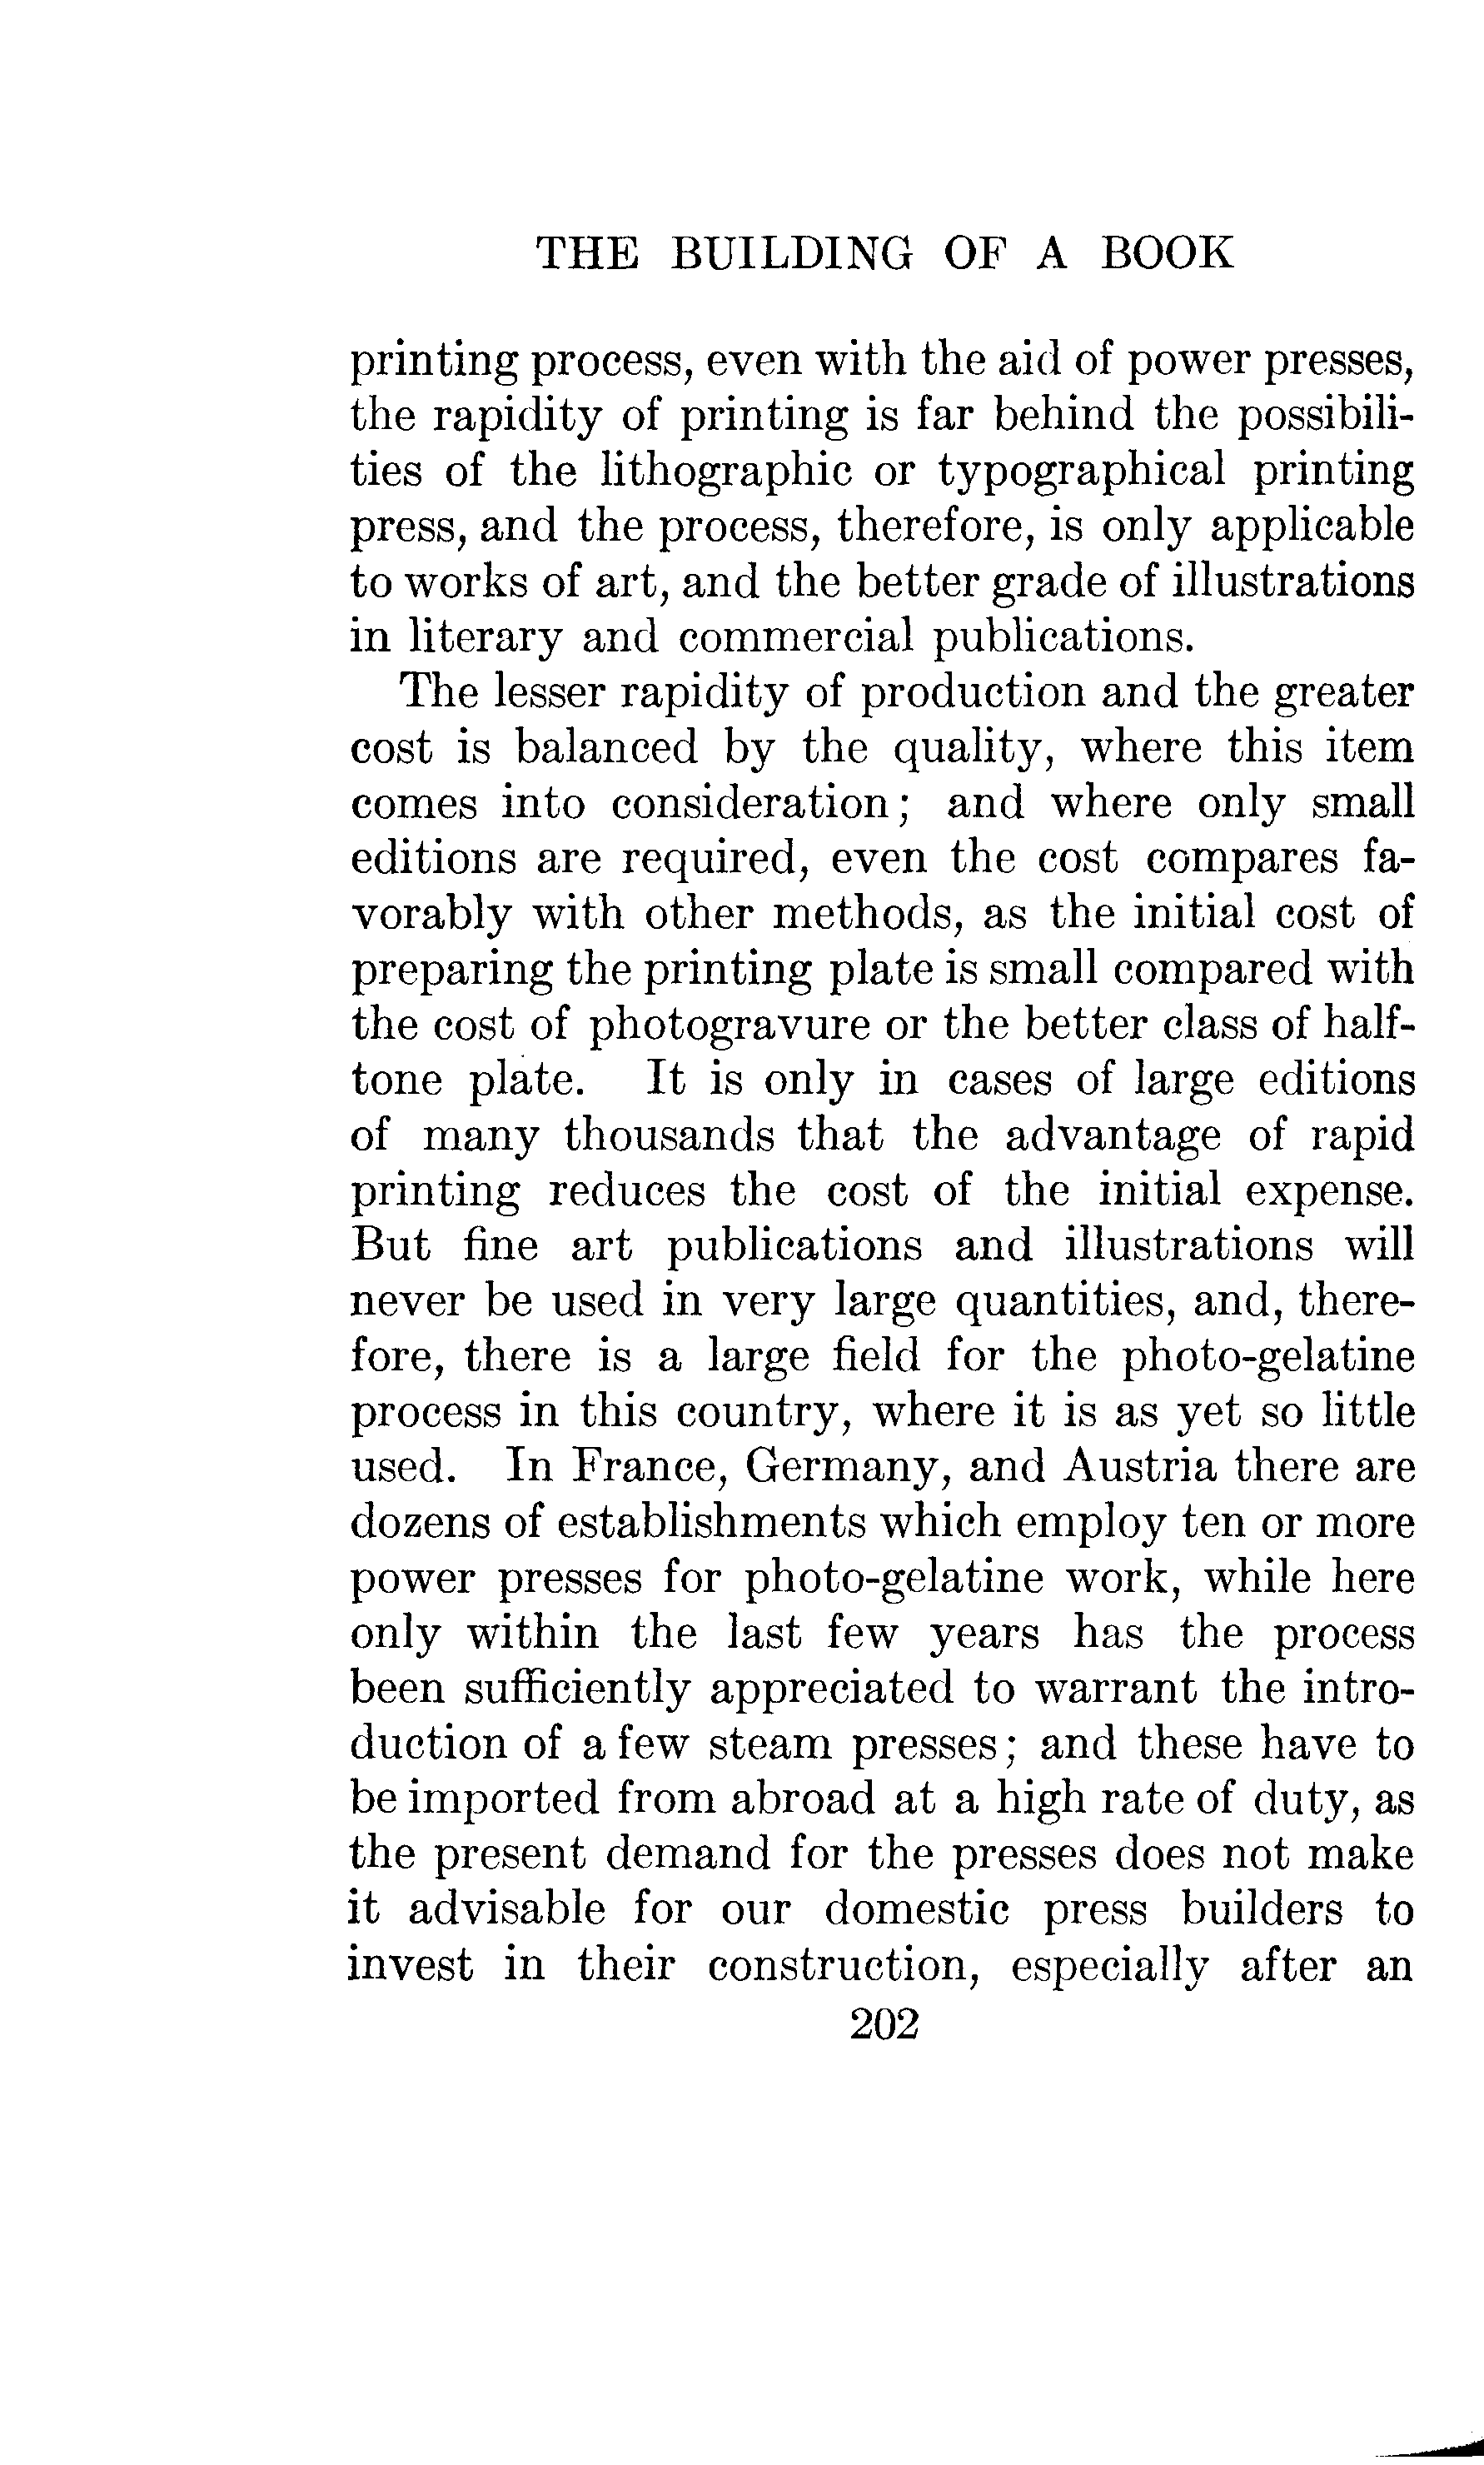 THE BUILDING OF A BOOK
printing process, even with the aid of power presses,
the rapidity of printing is far behind the possibili-
ties of the lithographic or typographical printing
press, and the process, therefore, is only applicable
to works of art, and the better grade of illustrations
in literary and commercial publications.
The lesser rapidity of production and the greater
cost is balanced by the quality, where this item
comes into consideration; and where only small
editions are required, even the cost compares fa-
vorably with other methods, as the initial cost of
preparing the printing plate is small compared with
the cost of photogravure or the better class of half-
tone plate. It is only in cases of large editions
of many thousands that the advantage of rapid
printing reduces the cost of the initial expense.
But fine art publications and illustrations will
never be used in very large quantities, and, there-
fore, there is a large field for the photo-gelatine
process in this country, where it is as yet so little
used. In France, Germany, and Austria there are
dozens of establishments which employ ten or more
power presses for photo-gelatine work, while here
only within the last few years has the process
been sufficiently appreciated to warrant the intro-
duction of a few steam presses; and these have to
be imported from abroad at a high rate of duty, as
the present demand for the presses does not make
it advisable for our domestic press builders to
invest in their construction, especially after an
202